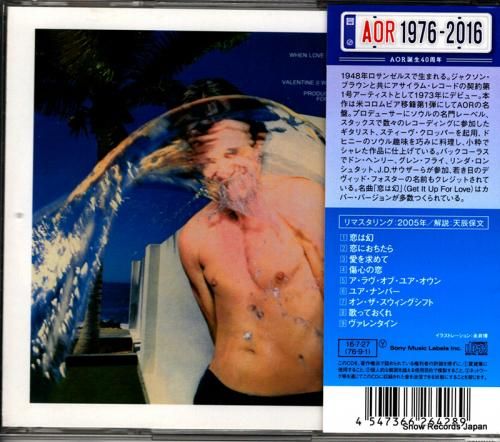 WHEN LOVE
VALENTINE
PRODU
FO
AOR 1976-2016
AOR誕生40周年
1948年ロサンゼルスで生まれる。ジャクソン・
ブラウンと共にアサイラム・レコードの契約第
1号アーティストとして1973年にデビュー。本
作は米コロムビア移籍第1弾にしてAORの名
盤。プロデューサーにソウルの名門レーベル、
スタックスで数々のレコーディングに参加した
ギタリスト、スティーヴ・クロッパーを起用。ド
ヒニーのソウル趣味を巧みに料理し、小粋で
シャレた作品に仕上げている。バックコーラス
でドン・ヘンリー、グレン・フライ、リンダ・ロン
シュタット、J.D.サウザーらが参加。若き日のデ
ヴィッド・フォスターの名前もクレジットされて
いる。名曲「恋は幻」(Get It Up For Love)は
カバー・バージョンが多数つくられている。
リマスタリング:2005年/解説:天辰保文
1 恋は幻
2 恋におちたら
3 愛を求めて
4 傷心の恋
5 ア・ラヴ・オブ・ユア・オウン
6 ユア・ナンバー
7 オン・ザ・スウィングシフト
8 歌っておくれ
9 ヴァレンタイン
イラストレーション:永井博
16・7・27
(76・9・1)
Y
Sony Music Labels Inc.
4 547366 264289
Show Records Japan